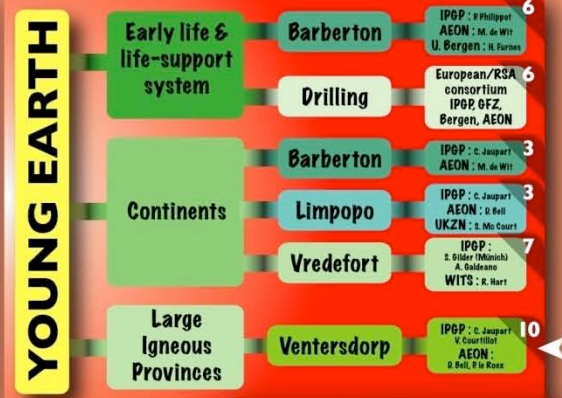 YOUNG EARTH
Early life &
life-support
system
Barberton
IPGP : P. Philippot
AEON : M. de Wit
U. Bergen : H. Furnes
6
Drilling
European/RSA
consortium
IPGP, GFZ,
Bergen, AEON
6
Continents
Barberton
IPGP : C. Jaupart
AEON : M. de Wit
3
Limpopo
IPGP : C. Jaupart
AEON : D. Bell
UKZN : S. Mc Court
3
Vredefort
IPGP :
S. Gilder (Münich)
A. Galdeano
WITS : R. Hart
7
Large
Igneous
Provinces
Ventersdorp
IPGP : C. Jaupart
V. Courtillot
AEON :
D. Bell, P. le Roex
10